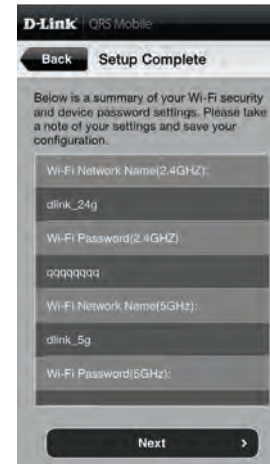 D-Link QRS Mobile
Back Setup Complete
Below is a summary of your Wi-Fi security
and device password settings. Please take
a note of your settings and save your
configuration.
Wi-Fi Network Name(2.4GHZ):
dlink_24g
Wi-Fi Password(2.4GHZ)
qqqqqqqq
Wi-Fi Network Name(5GHz):
dlink_5g
Wi-Fi Password(5GHz):
Next